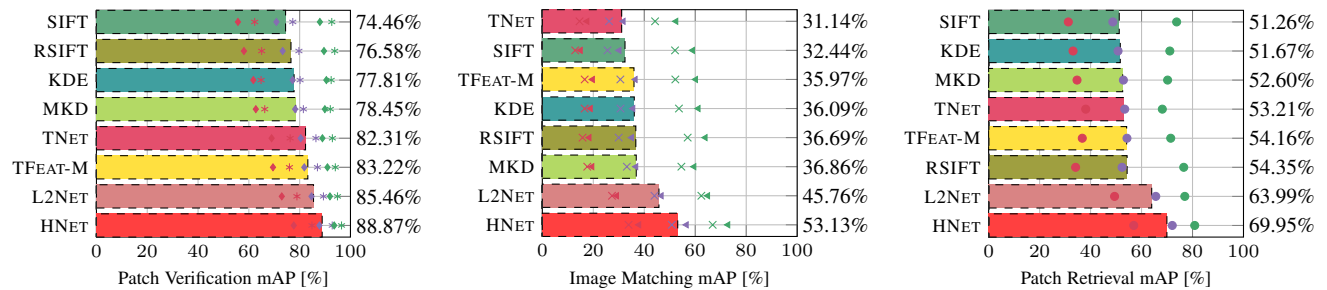 SIFT 74.46%
RSIFT 76.58%
KDE 77.81%
MKD 78.45%
TNET 82.31%
TFEAT-M 83.22%
L2NET 85.46%
HNET 88.87%
0 20 40 60 80 100
Patch Verification mAP [%]
TNET 31.14%
SIFT 32.44%
TFEAT-M 35.97%
KDE 36.09%
RSIFT 36.69%
MKD 36.86%
L2NET 45.76%
HNET 53.13%
0 20 40 60 80 100
Image Matching mAP [%]
SIFT 51.26%
KDE 51.67%
MKD 52.60%
TNET 53.21%
TFEAT-M 54.16%
RSIFT 54.35%
L2NET 63.99%
HNET 69.95%
0 20 40 60 80 100
Patch Retrieval mAP [%]